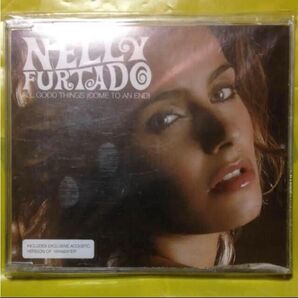 NELLY
FURTADO
ALL GOOD THINGS (COME TO AN END)
INCLUDES EXCLUSIVE ACOUSTIC
VERSION OF 'MANEATER'